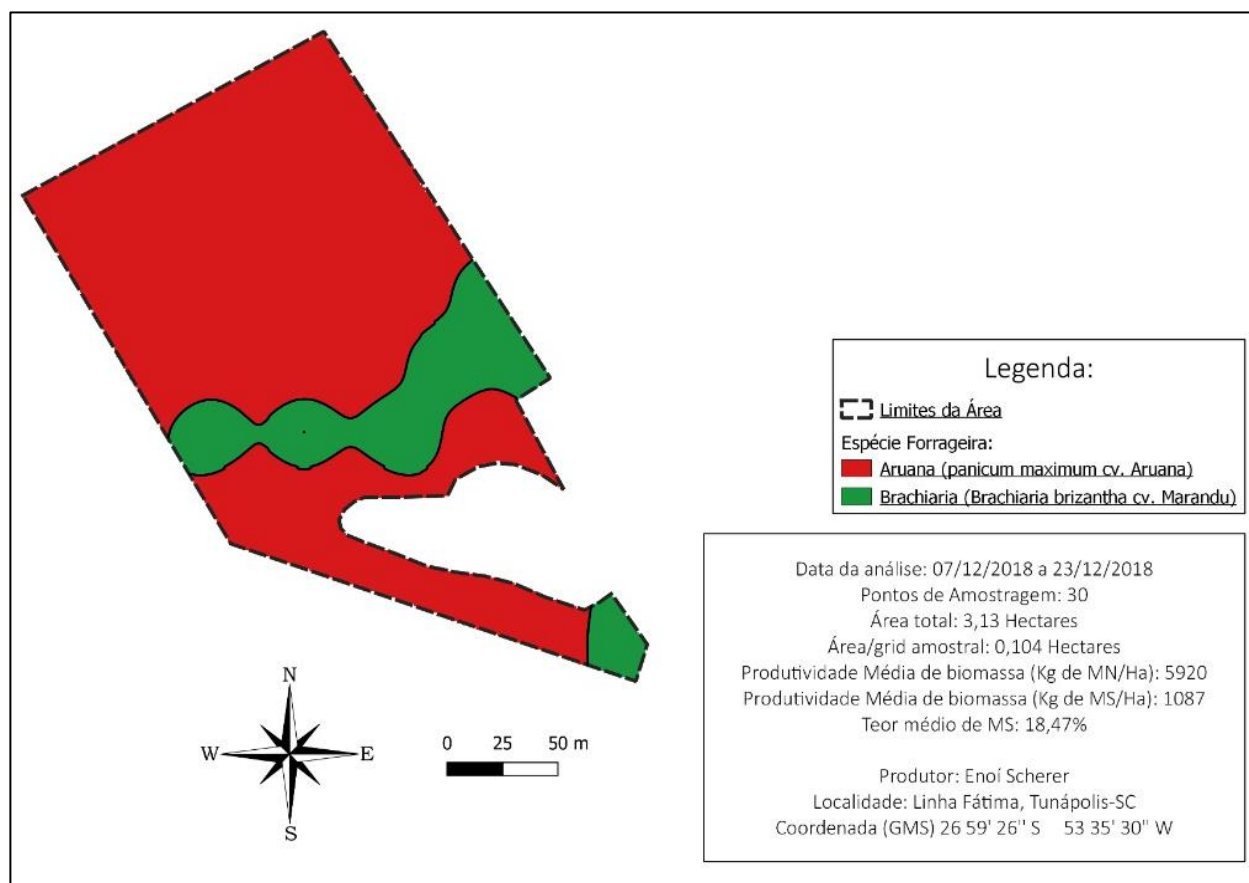 Legenda:
Limites da Área
Espécie Forrageira:
Aruana (panicum maximum cv. Aruana)
Brachiaria (Brachiaria brizantha cv. Marandu)
Data da análise: 07/12/2018 a 23/12/2018
Pontos de Amostragem: 30
Área total: 3,13 Hectares
Área/grid amostral: 0,104 Hectares
Produtividade Média de biomassa (Kg de MN/Ha): 5920
Produtividade Média de biomassa (Kg de MS/Ha): 1087
Teor médio de MS: 18,47%
Produtor: Enoí Scherer
Localidade: Linha Fátima, Tunápolis-SC
Coordenada (GMS) 26 59' 26'' S 53 35' 30'' W
N
W E
S
0 25 50 m